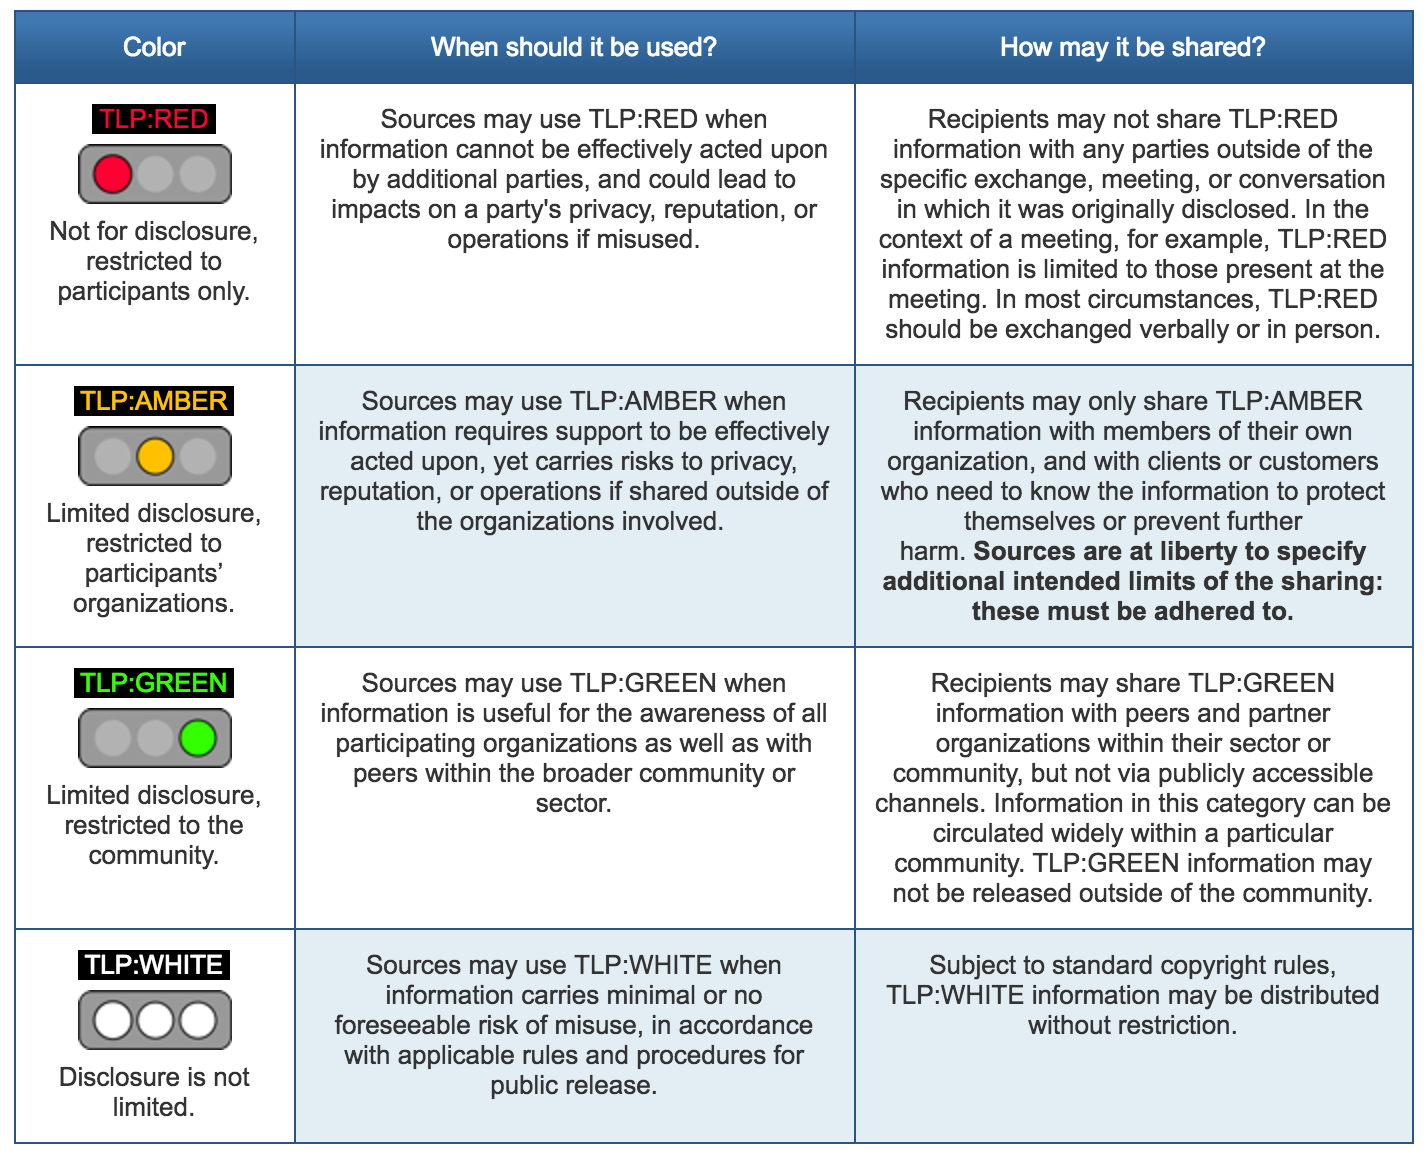 Color
When should it be used?
How may it be shared?
TLP:RED
Not for disclosure,
restricted to
participants only.
Sources may use TLP:RED when
information cannot be effectively acted upon
by additional parties, and could lead to
impacts on a party's privacy, reputation, or
operations if misused.
Recipients may not share TLP:RED
information with any parties outside of the
specific exchange, meeting, or conversation
in which it was originally disclosed. In the
context of a meeting, for example, TLP:RED
information is limited to those present at the
meeting. In most circumstances, TLP:RED
should be exchanged verbally or in person.
TLP:AMBER
Limited disclosure,
restricted to
participants’
organizations.
Sources may use TLP:AMBER when
information requires support to be effectively
acted upon, yet carries risks to privacy,
reputation, or operations if shared outside of
the organizations involved.
Recipients may only share TLP:AMBER
information with members of their own
organization, and with clients or customers
who need to know the information to protect
themselves or prevent further
harm. Sources are at liberty to specify
additional intended limits of the sharing:
these must be adhered to.
TLP:GREEN
Limited disclosure,
restricted to the
community.
Sources may use TLP:GREEN when
information is useful for the awareness of all
participating organizations as well as with
peers within the broader community or
sector.
Recipients may share TLP:GREEN
information with peers and partner
organizations within their sector or
community, but not via publicly accessible
channels. Information in this category can be
circulated widely within a particular
community. TLP:GREEN information may
not be released outside of the community.
TLP:WHITE
Disclosure is not
limited.
Sources may use TLP:WHITE when
information carries minimal or no
foreseeable risk of misuse, in accordance
with applicable rules and procedures for
public release.
Subject to standard copyright rules,
TLP:WHITE information may be distributed
without restriction.